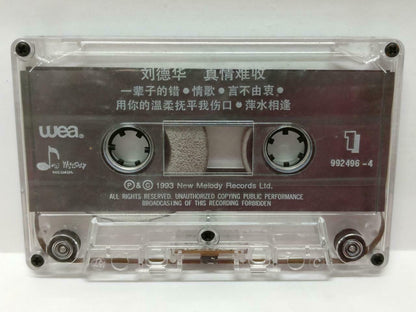 刘德华 真情难收
一辈子的错•情歌•言不由衷•
用你的温柔抚平我伤口•萍水相逢
wea®
Melody
RECORDS
1
992496-4
Ⓟ & © 1993 New Melody Records Ltd.
ALL RIGHTS RESERVED. UNAUTHORIZED COPYING PUBLIC PERFORMANCE
BROADCASTING OF THIS RECORDING FORBIDDEN